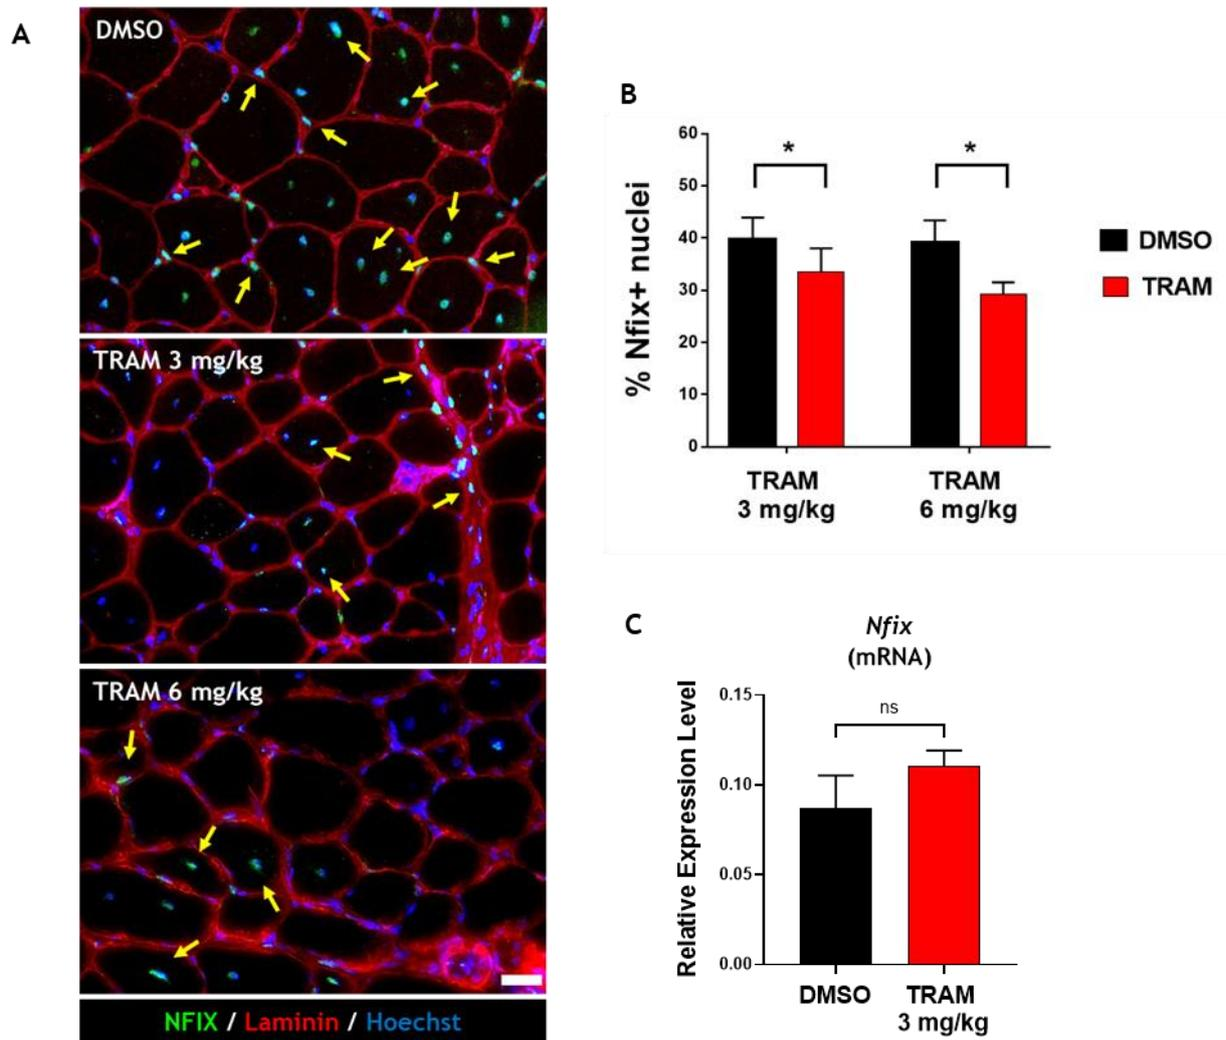 A
DMSO
TRAM 3 mg/kg
TRAM 6 mg/kg
NFIX / Laminin / Hoechst
B
% Nfix+ nuclei
60
50
40
30
20
10
0
*
*
TRAM
3 mg/kg
TRAM
6 mg/kg
DMSO
TRAM
C
Nfix
(mRNA)
Relative Expression Level
0.15
0.10
0.05
0.00
ns
DMSO
TRAM
3 mg/kg